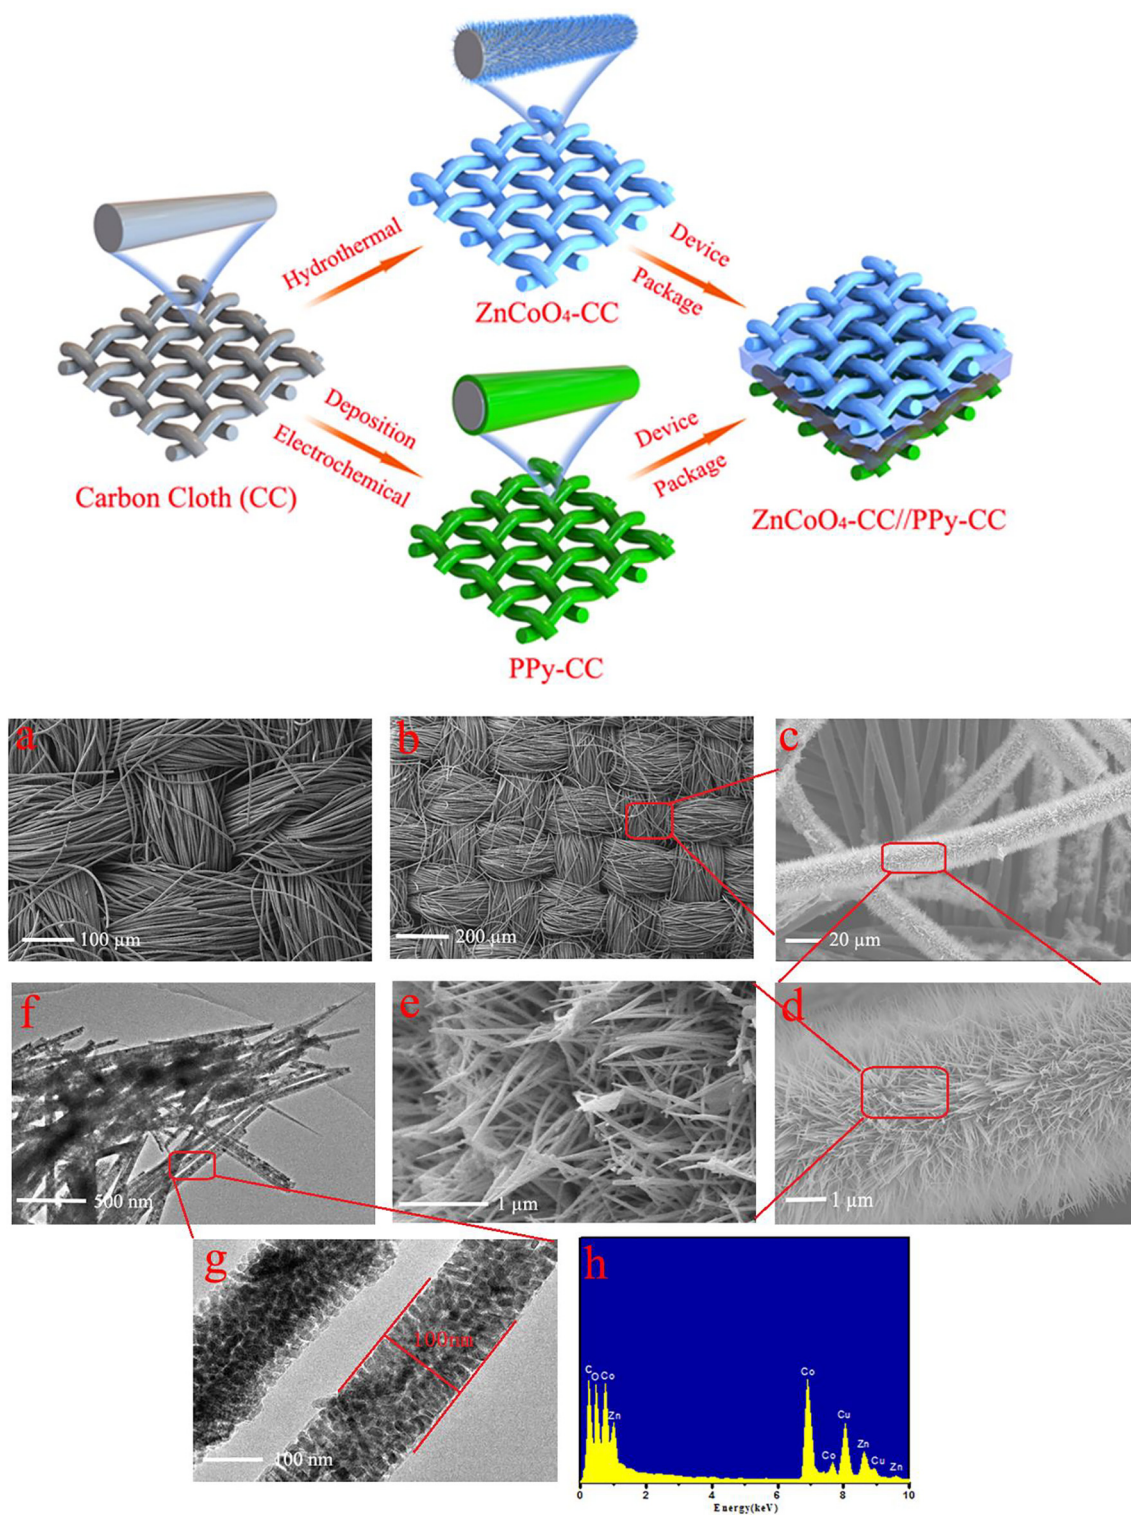 Hydrothermal
Device
Package
ZnCoO₄-CC
Deposition
Electrochemical
Device
Package
Carbon Cloth (CC)
ZnCoO₄-CC//PPy-CC
PPy-CC
a
100 µm
b
200 µm
c
20 µm
f
500 nm
e
1 µm
d
1 µm
g
100nm
100 nm
h
C
O
Co
Zn
Co
Co
Cu
Zn
Cu
Zn
0 2 4 6 8 10
Energy(keV)